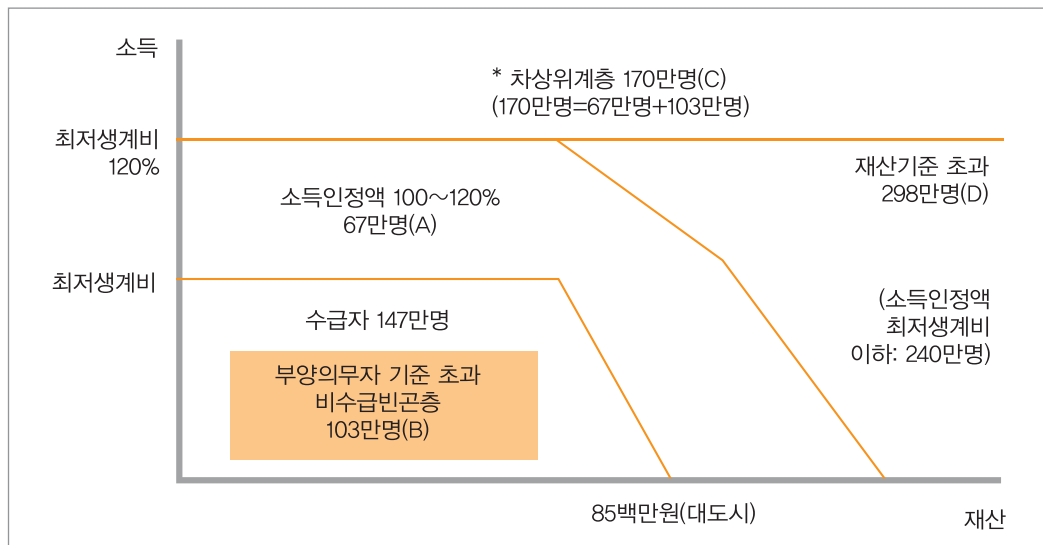 소득
* 차상위계층 170만명(C)
(170만명=67만명+103만명)
최저생계비
120%
재산기준 초과
298만명(D)
소득인정액 100~120%
67만명(A)
최저생계비
(소득인정액
최저생계비
이하: 240만명)
수급자 147만명
부양의무자 기준 초과
비수급빈곤층
103만명(B)
85백만원(대도시)
재산